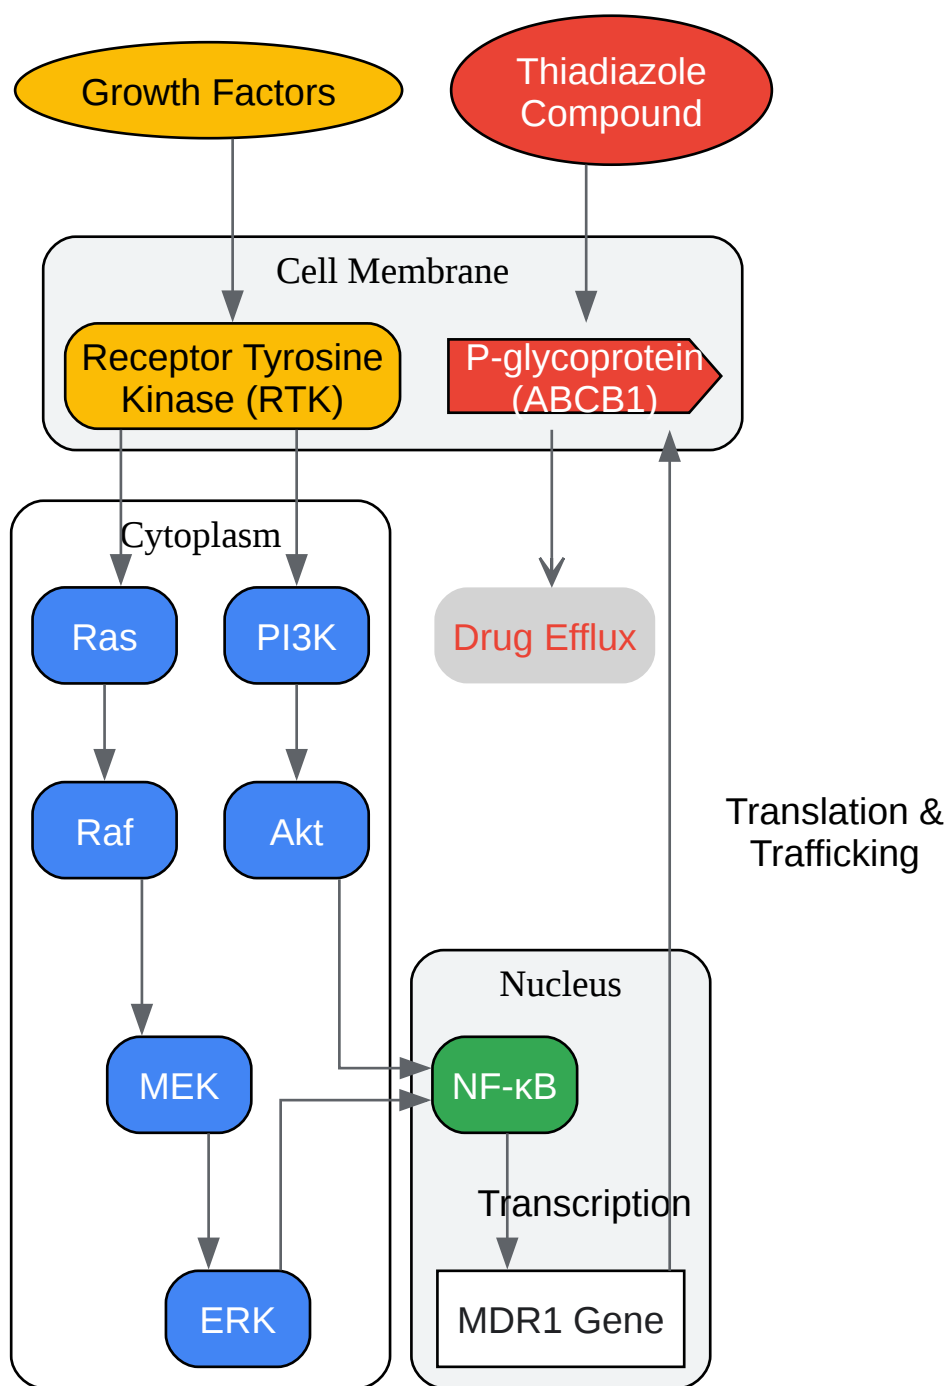 Growth Factors
Thiadiazole
Compound
Cell Membrane
Receptor Tyrosine
Kinase (RTK)
P-glycoprotein
(ABCB1)
Cytoplasm
Ras
PI3K
Drug Efflux
Raf
Akt
Translation &
Trafficking
Nucleus
MEK
NF-κB
Transcription
ERK
MDR1 Gene